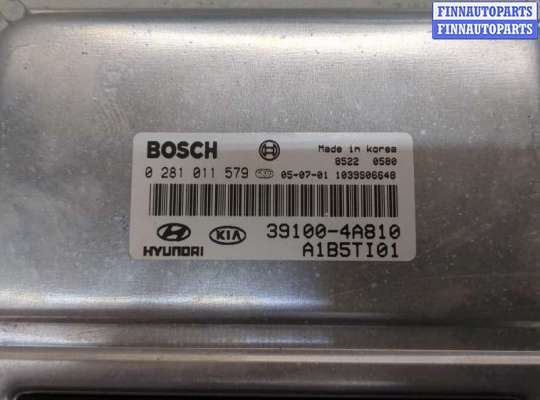 FINNAUTOPARTS
FINNAUTOPARTS
BOSCH
Made in Korea
8522 0580
0 281 011 579 05-07-01 1039S06648
39100-4A810
HYUNDAI KIA A1B5TI01